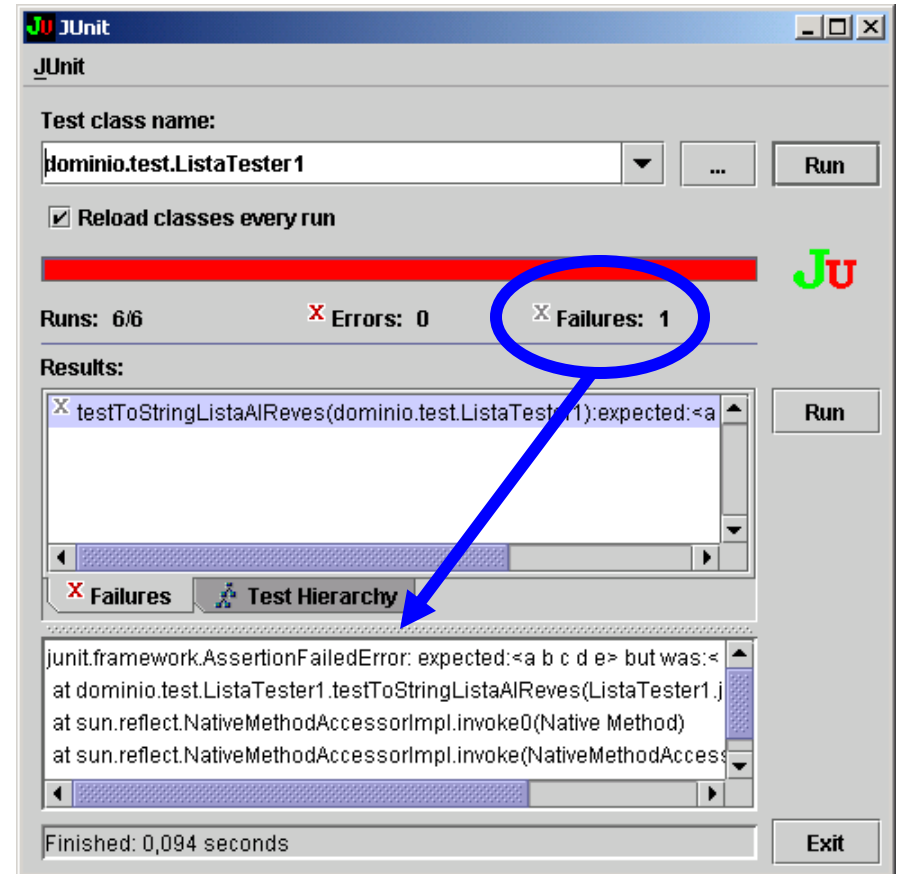 JU JUnit
JUnit
Test class name:
dominio.test.ListaTester1
...
Run
Reload classes every run
JU
Runs: 6/6 X Errors: 0 X Failures: 1
Results:
X testToStringListaAlReves(dominio.test.ListaTester1):expected:<a
Run
X Failures Test Hierarchy
junit.framework.AssertionFailedError: expected:<a b c d e> but was:<
at dominio.test.ListaTester1.testToStringListaAlReves(ListaTester1.j
at sun.reflect.NativeMethodAccessorImpl.invoke0(Native Method)
at sun.reflect.NativeMethodAccessorImpl.invoke(NativeMethodAccess
Finished: 0,094 seconds
Exit